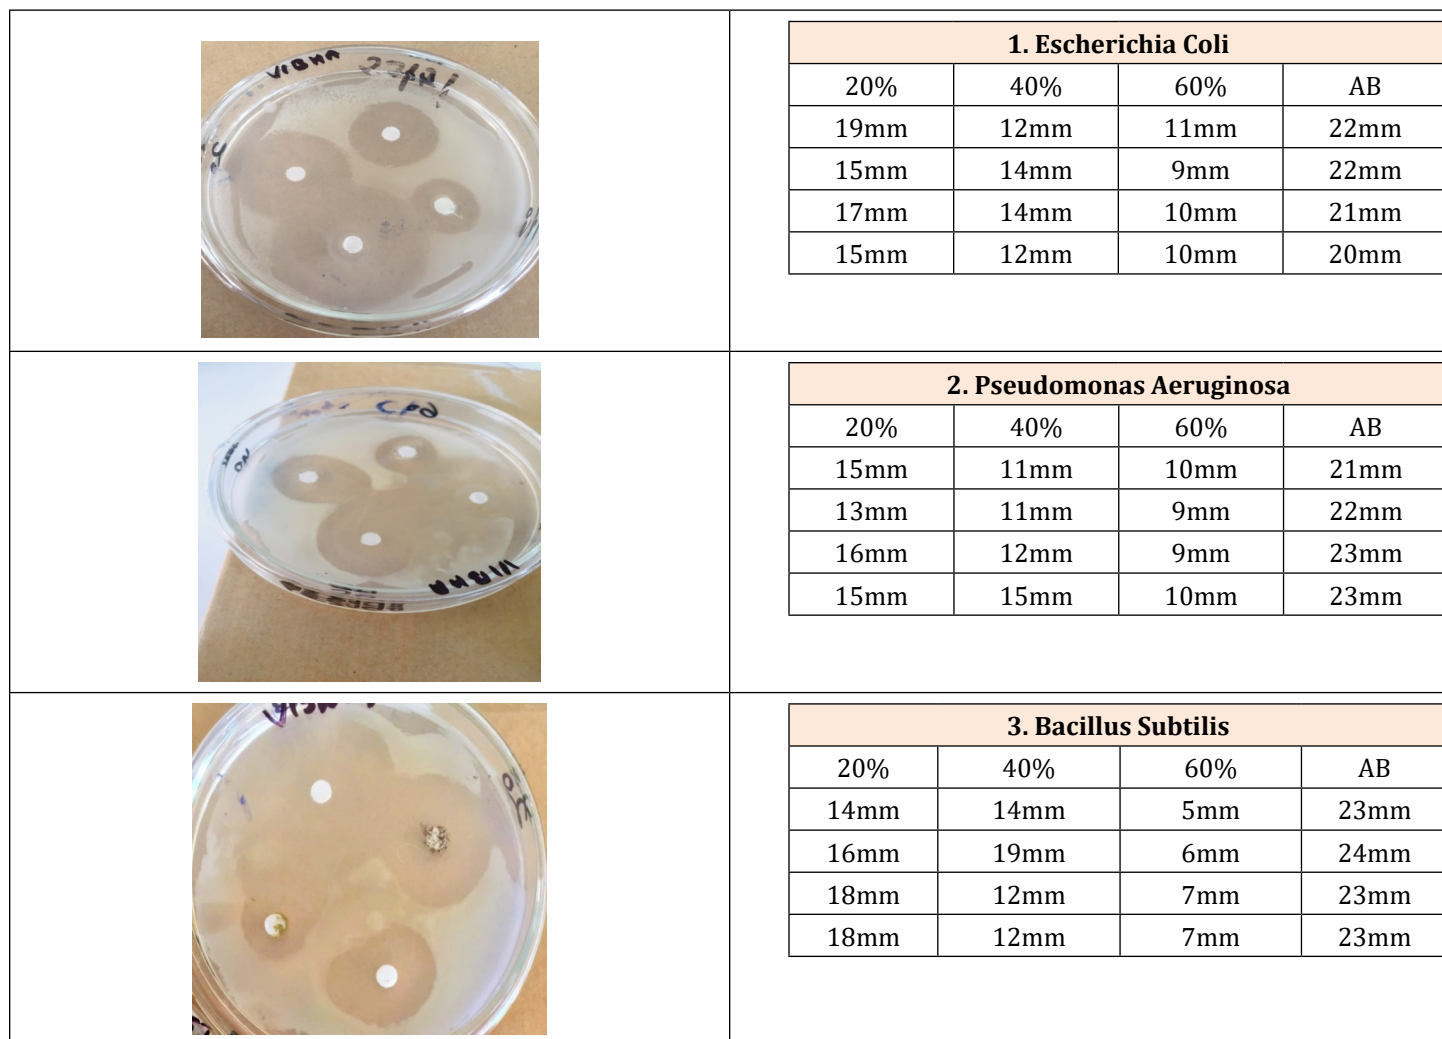 VIBHA
1. Escherichia Coli
20% 40% 60% AB
19mm 12mm 11mm 22mm
15mm 14mm 9mm 22mm
17mm 14mm 10mm 21mm
15mm 12mm 10mm 20mm
VIBHA
2. Pseudomonas Aeruginosa
20% 40% 60% AB
15mm 11mm 10mm 21mm
13mm 11mm 9mm 22mm
16mm 12mm 9mm 23mm
15mm 15mm 10mm 23mm
3. Bacillus Subtilis
20% 40% 60% AB
14mm 14mm 5mm 23mm
16mm 19mm 6mm 24mm
18mm 12mm 7mm 23mm
18mm 12mm 7mm 23mm